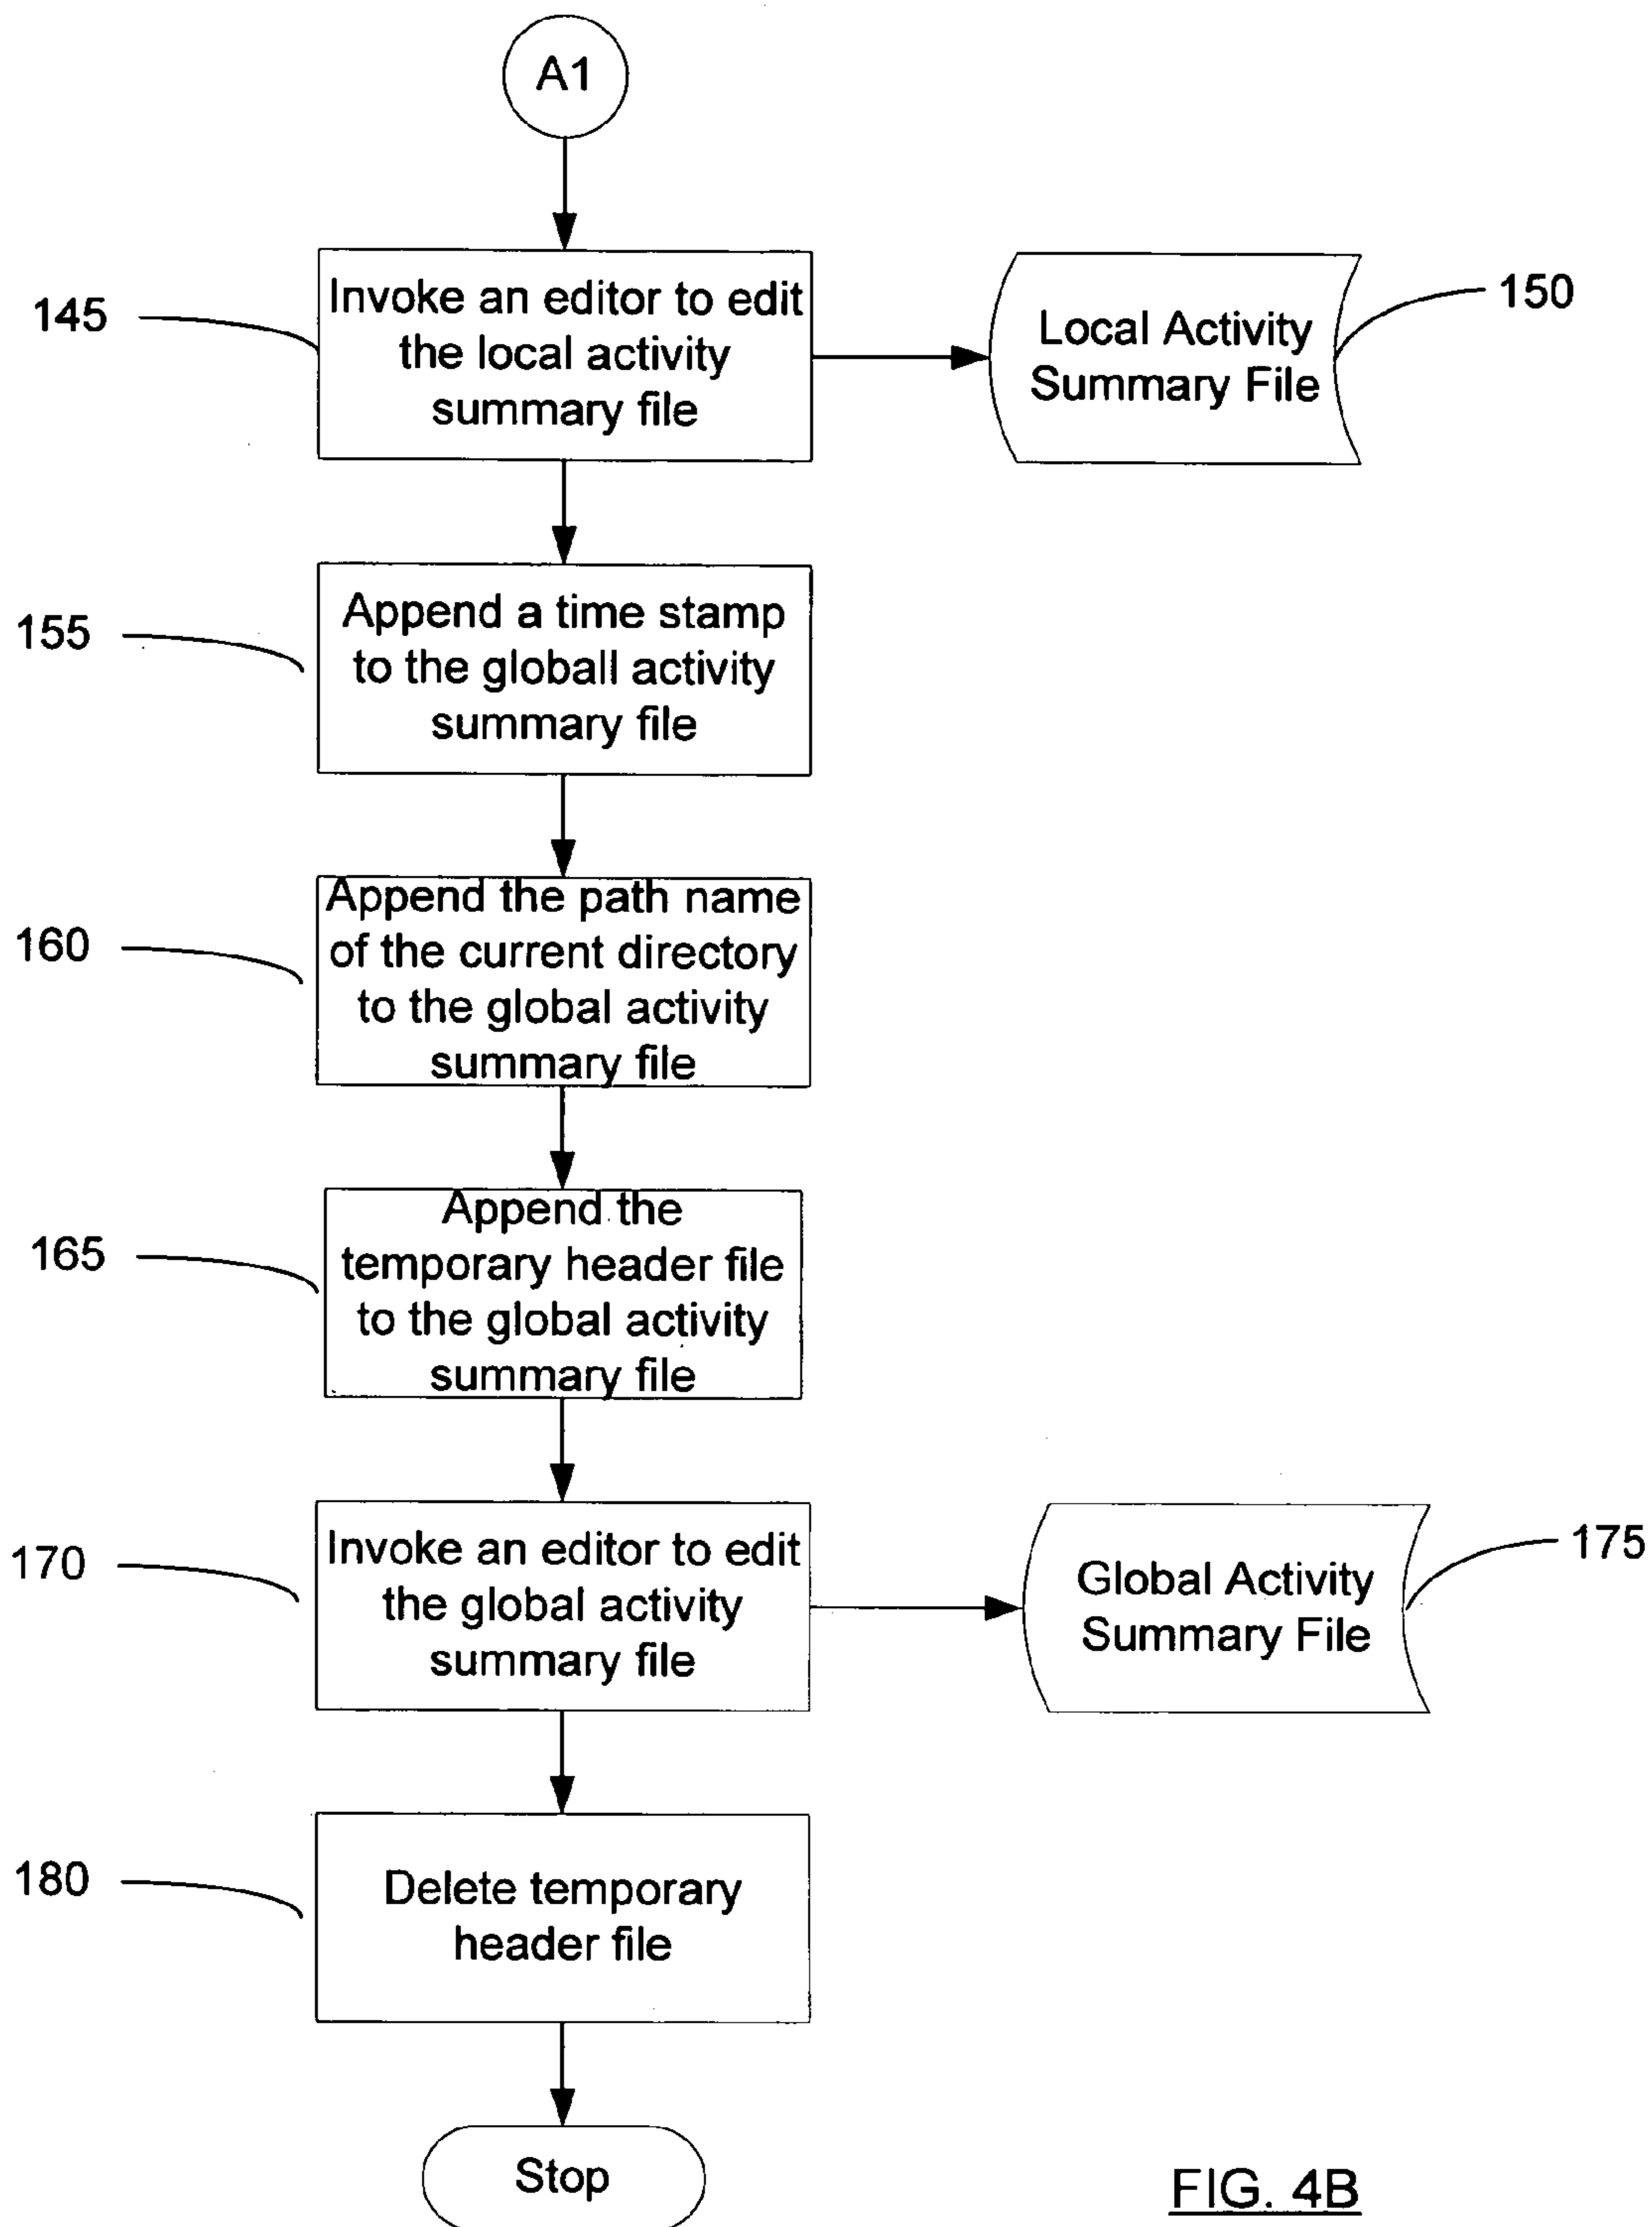 A1
145
Invoke an editor to edit
the local activity
summary file
Local Activity
Summary File
150
155
Append a time stamp
to the globall activity
summary file
160
Append the path name
of the current directory
to the global activity
summary file
165
Append the
temporary header file
to the global activity
summary file
170
Invoke an editor to edit
the global activity
summary file
Global Activity
Summary File
175
180
Delete temporary
header file
Stop
FIG. 4B